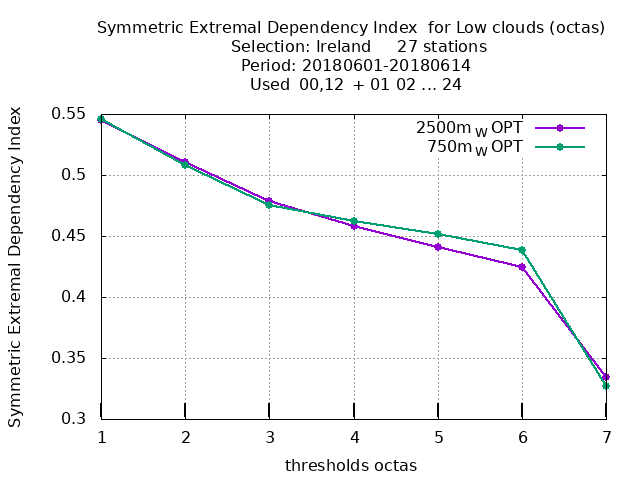 Symmetric Extremal Dependency Index  for Low clouds (octas)
Selection: Ireland     27 stations
Period: 20180601-20180614
Used  00,12  + 01 02 ... 24
2500m W OPT
750m W OPT
Symmetric Extremal Dependency Index
0.55
0.5
0.45
0.4
0.35
0.3
1 2 3 4 5 6 7
thresholds octas